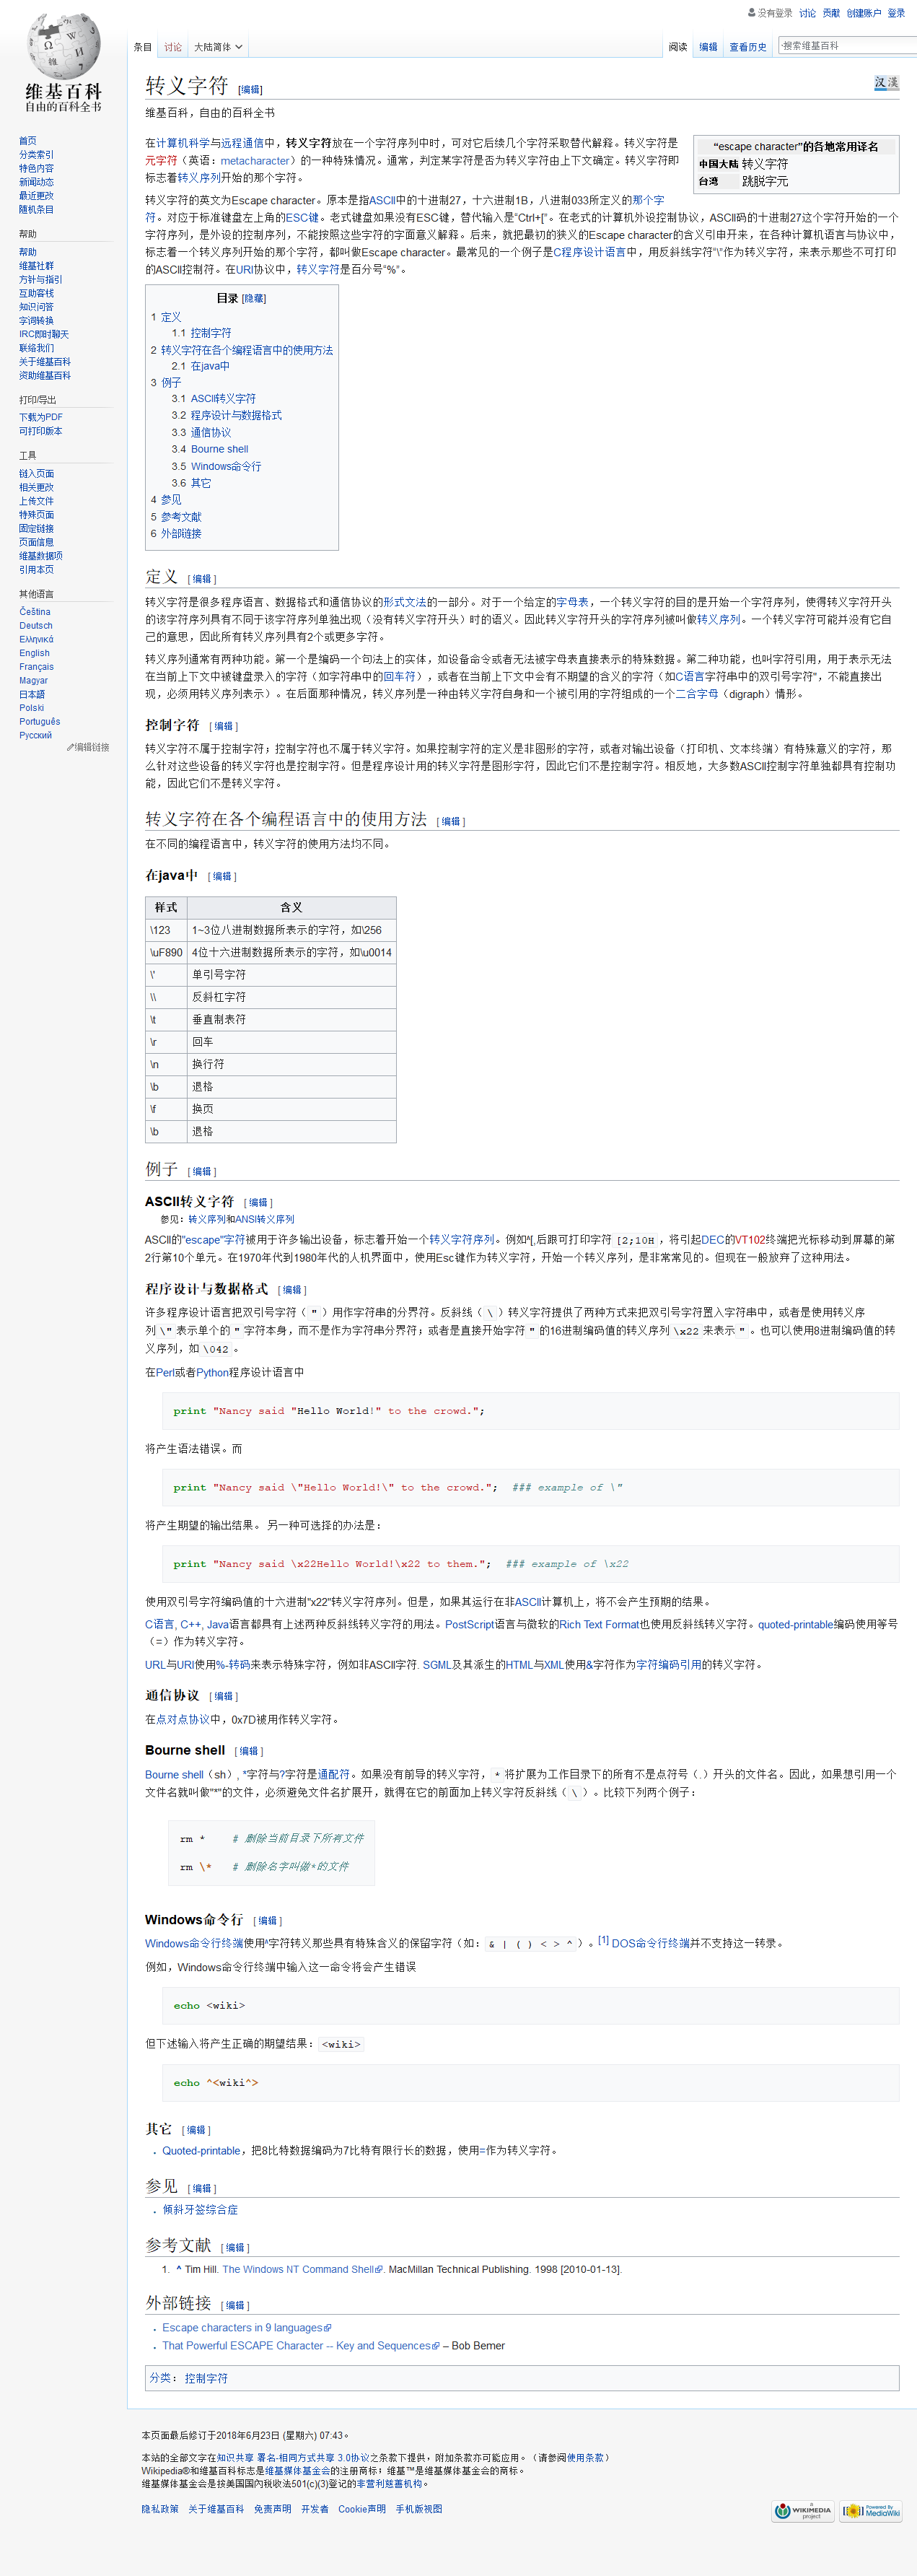 没有登录 讨论 贡献 创建账户 登录
条目 讨论 大陆简体 阅读 编辑 查看历史 搜索维基百科
维基百科
自由的百科全书
首页
分类索引
特色内容
新闻动态
最近更改
随机条目
帮助
帮助
维基社群
方针与指引
互助客栈
知识问答
字词转换
IRC即时聊天
联络我们
关于维基百科
资助维基百科
打印/导出
下载为PDF
可打印版本
工具
链入页面
相关更改
上传文件
特殊页面
固定链接
页面信息
维基数据项
引用本页
其他语言
Čeština
Deutsch
Ελληνικά
English
Français
Magyar
日本語
Polski
Português
Русский
编辑链接
转义字符 [编辑]
汉 漢
维基百科，自由的百科全书
"escape character"的各地常用译名
中国大陆 转义字符
台湾 跳脱字元
在计算机科学与远程通信中，转义字符放在一个字符序列中时，可对它后续几个字符采取替代解释。转义字符是
元字符（英语：metacharacter）的一种特殊情况。通常，判定某字符是否为转义字符由上下文确定。转义字符即
标志着转义序列开始的那个字符。
转义字符的英文为Escape character。原本是指ASCII中的十进制27，十六进制1B，八进制033所定义的那个字
符。对应于标准键盘左上角的ESC键。老式键盘如果没有ESC键，替代输入是“Ctrl+[”。在老式的计算机外设控制协议，ASCII码的十进制27这个字符开始的一个
字符序列，是外设的控制序列，不能按照这些字符的字面意义解释。后来，就把最初的狭义的Escape character的含义引申开来，在各种计算机语言与协议中，
标志着一个转义序列开始的那个字符，都叫做Escape character。最常见的一个例子是C程序设计语言中，用反斜线字符“\”作为转义字符，来表示那些不可打印
的ASCII控制符。在URI协议中，转义字符是百分号“%”。
目录 [隐藏]
1 定义
1.1 控制字符
2 转义字符在各个编程语言中的使用方法
2.1 在java中
3 例子
3.1 ASCII转义字符
3.2 程序设计与数据格式
3.3 通信协议
3.4 Bourne shell
3.5 Windows命令行
3.6 其它
4 参见
5 参考文献
6 外部链接
定义 [ 编辑 ]
转义字符是很多程序语言、数据格式和通信协议的形式文法的一部分。对于一个给定的字母表，一个转义字符的目的是开始一个字符序列，使得转义字符开头
的该字符序列具有不同于该字符序列单独出现（没有转义字符开头）时的语义。因此转义字符开头的字符序列被叫做转义序列。一个转义字符可能并没有它自
己的意思，因此所有转义序列具有2个或更多字符。
转义序列通常有两种功能。第一个是编码一个句法上的实体，如设备命令或者无法被字母表直接表示的特殊数据。第二种功能，也叫字符引用，用于表示无法
在当前上下文中被键盘录入的字符（如字符串中的回车符），或者在当前上下文中会有不期望的含义的字符（如C语言字符串中的双引号字符"，不能直接出
现，必须用转义序列表示）。在后面那种情况，转义序列是一种由转义字符自身和一个被引用的字符组成的一个二合字母（digraph）情形。
控制字符 [ 编辑 ]
转义字符不属于控制字符；控制字符也不属于转义字符。如果控制字符的定义是非图形的字符，或者对输出设备（打印机、文本终端）有特殊意义的字符，那
么针对这些设备的转义字符也是控制字符。但是程序设计用的转义字符是图形字符，因此它们不是控制字符。相反地，大多数ASCII控制字符单独都具有控制功
能，因此它们不是转义字符。
转义字符在各个编程语言中的使用方法 [ 编辑 ]
在不同的编程语言中，转义字符的使用方法均不同。
在java中 [ 编辑 ]
样式 含义
\123 1~3位八进制数据所表示的字符，如\256
\uF890 4位十六进制数据所表示的字符，如\u0014
\' 单引号字符
\\ 反斜杠字符
\t 垂直制表符
\r 回车
\n 换行符
\b 退格
\f 换页
\b 退格
例子 [ 编辑 ]
ASCII转义字符 [ 编辑 ]
参见：转义序列和ANSI转义序列
ASCII的"escape"字符被用于许多输出设备，标志着开始一个转义字符序列。例如^[,后跟可打印字符 [2;10H ，将引起DEC的VT102终端把光标移动到屏幕的第
2行第10个单元。在1970年代到1980年代的人机界面中，使用Esc键作为转义字符，开始一个转义序列，是非常常见的。但现在一般放弃了这种用法。
程序设计与数据格式 [ 编辑 ]
许多程序设计语言把双引号字符（ " ）用作字符串的分界符。反斜线（ \ ）转义字符提供了两种方式来把双引号字符置入字符串中，或者是使用转义序
列 \" 表示单个的 " 字符本身，而不是作为字符串分界符；或者是直接开始字符 " 的16进制编码值的转义序列 \x22 来表示 " 。也可以使用8进制编码值的转
义序列，如 \042 。
在Perl或者Python程序设计语言中
print "Nancy said "Hello World!" to the crowd.";
将产生语法错误。而
print "Nancy said \"Hello World!\" to the crowd."; ### example of \"
将产生期望的输出结果。 另一种可选择的办法是：
print "Nancy said \x22Hello World!\x22 to them."; ### example of \x22
使用双引号字符编码值的十六进制"x22"转义字符序列。但是，如果其运行在非ASCII计算机上，将不会产生预期的结果。
C语言, C++, Java语言都具有上述两种反斜线转义字符的用法。PostScript语言与微软的Rich Text Format也使用反斜线转义字符。quoted-printable编码使用等号
（=）作为转义字符。
URL与URI使用%-转码来表示特殊字符，例如非ASCII字符. SGML及其派生的HTML与XML使用&字符作为字符编码引用的转义字符。
通信协议 [ 编辑 ]
在点对点协议中，0x7D被用作转义字符。
Bourne shell [ 编辑 ]
Bourne shell（sh），*字符与?字符是通配符。如果没有前导的转义字符， * 将扩展为工作目录下的所有不是点符号（.）开头的文件名。因此，如果想引用一个
文件名就叫做"*"的文件，必须避免文件名扩展开，就得在它的前面加上转义字符反斜线（ \ ）。比较下列两个例子：
rm * # 删除当前目录下所有文件
rm \* # 删除名字叫做*的文件
Windows命令行 [ 编辑 ]
Windows命令行终端使用^字符转义那些具有特殊含义的保留字符（如： & | ( ) < > ^ ）。[1] DOS命令行终端并不支持这一转录。
例如，Windows命令行终端中输入这一命令将会产生错误
echo <wiki>
但下述输入将产生正确的期望结果： <wiki>
echo ^<wiki^>
其它 [ 编辑 ]
Quoted-printable，把8比特数据编码为7比特有限行长的数据，使用=作为转义字符。
参见 [ 编辑 ]
倾斜牙签综合症
参考文献 [ 编辑 ]
1. ^ Tim Hill. The Windows NT Command Shell. MacMillan Technical Publishing. 1998 [2010-01-13].
外部链接 [ 编辑 ]
Escape characters in 9 languages
That Powerful ESCAPE Character -- Key and Sequences – Bob Bemer
分类： 控制字符
本页面最后修订于2018年6月23日 (星期六) 07:43。
本站的全部文字在知识共享 署名-相同方式共享 3.0协议之条款下提供，附加条款亦可能应用。（请参阅使用条款）
Wikipedia®和维基百科标志是维基媒体基金会的注册商标；维基™是维基媒体基金会的商标。
维基媒体基金会是按美国国內稅收法501(c)(3)登记的非营利慈善机构。
隐私政策 关于维基百科 免责声明 开发者 Cookie声明 手机版视图
a WIKIMEDIA project
Powered By MediaWiki